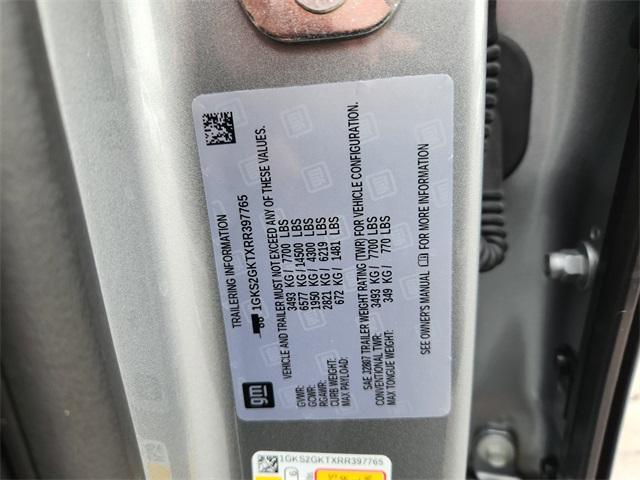 TRAILERING INFORMATION
1GKS2GKTXRR397765
VEHICLE AND TRAILER MUST NOT EXCEED ANY OF THESE VALUES.
GVWR: 3493 KG/ 7700 LBS
GCWR: 6577 KG/ 14500 LBS
RGAWR: 1950 KG/ 4300 LBS
CURB WEIGHT: 2821 KG/ 6219 LBS
MAX PAYLOAD: 672 KG/ 1481 LBS
SAE J2807 TRAILER WEIGHT RATING (TWR) FOR VEHICLE CONFIGURATION.
CONVENTIONAL TWR: 3493 KG/ 7700 LBS
MAX TONGUE WEIGHT: 349 KG/ 770 LBS
SEE OWNER'S MANUAL FOR MORE INFORMATION
gm
1GKS2GKTXRR397765